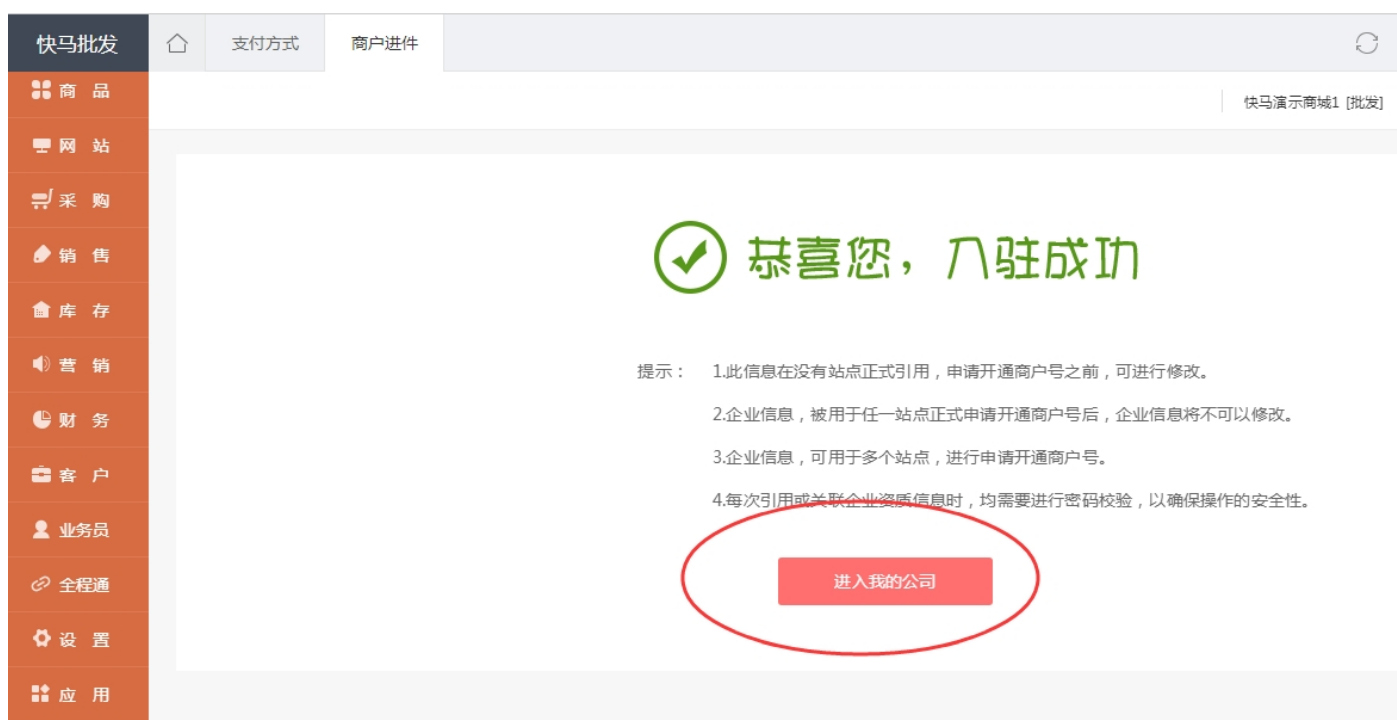 快马批发
支付方式
商户进件
商 品
快马演示商城1 [批发]
网 站
采 购
销 售
恭喜您，入驻成功
库 存
营 销
提示： 1.此信息在没有站点正式引用，申请开通商户号之前，可进行修改。
财 务
2.企业信息，被用于任一站点正式申请开通商户号后，企业信息将不可以修改。
3.企业信息，可用于多个站点，进行申请开通商户号。
客 户
4.每次引用或关联企业资质信息时，均需要进行密码校验，以确保操作的安全性。
业务员
全程通
进入我的公司
设 置
应 用